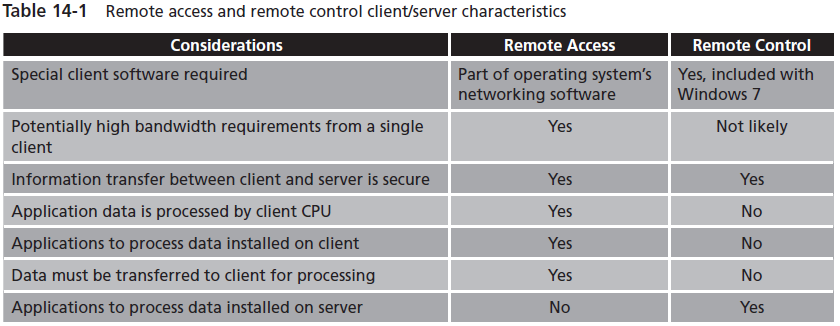 Table 14-1 Remote access and remote control client/server characteristics
Considerations Remote Access Remote Control
Special client software required Part of operating system's networking software Yes, included with Windows 7
Potentially high bandwidth requirements from a single client Yes Not likely
Information transfer between client and server is secure Yes Yes
Application data is processed by client CPU Yes No
Applications to process data installed on client Yes No
Data must be transferred to client for processing Yes No
Applications to process data installed on server No Yes